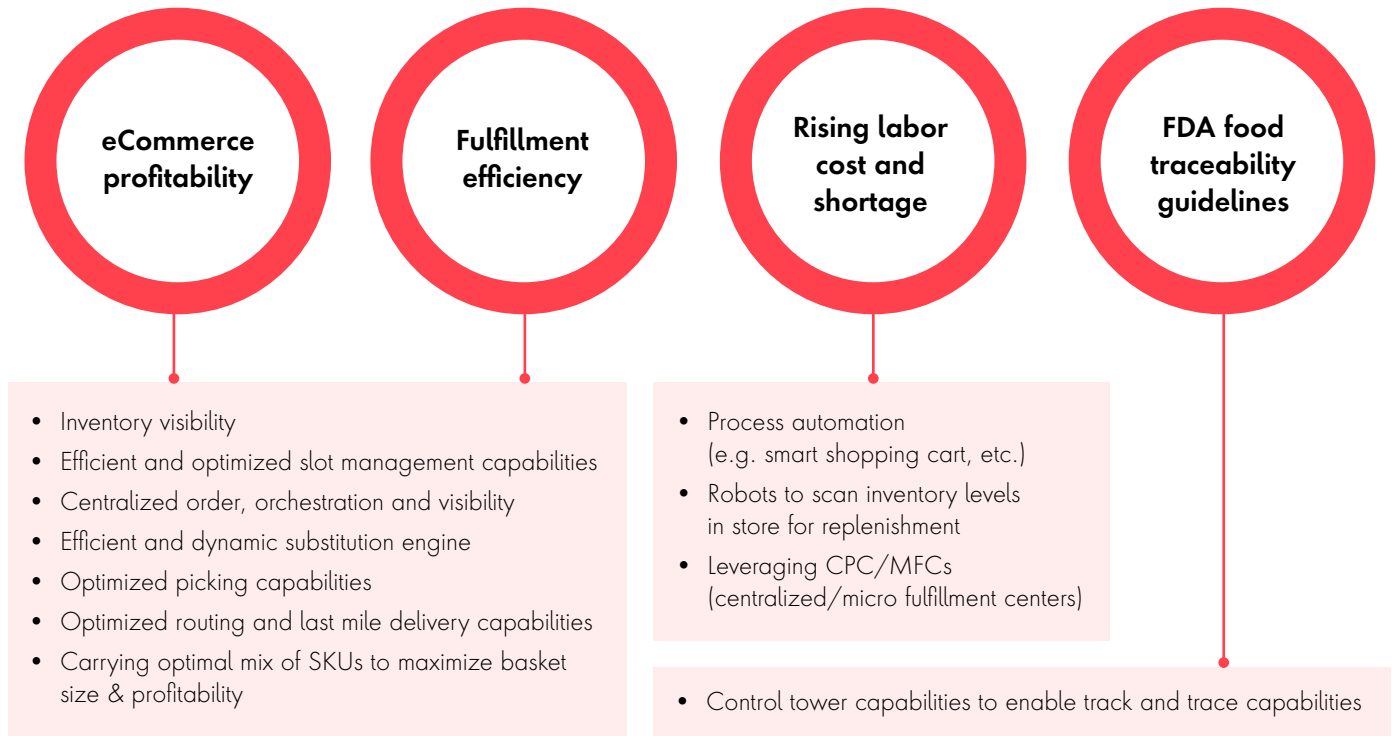 eCommerce
profitability
Fulfillment
efficiency
Rising labor
cost and
shortage
FDA food
traceability
guidelines
• Inventory visibility
• Efficient and optimized slot management capabilities
• Centralized order, orchestration and visibility
• Efficient and dynamic substitution engine
• Optimized picking capabilities
• Optimized routing and last mile delivery capabilities
• Carrying optimal mix of SKUs to maximize basket
size & profitability
• Process automation
(e.g. smart shopping cart, etc.)
• Robots to scan inventory levels
in store for replenishment
• Leveraging CPC/MFCs
(centralized/micro fulfillment centers)
• Control tower capabilities to enable track and trace capabilities